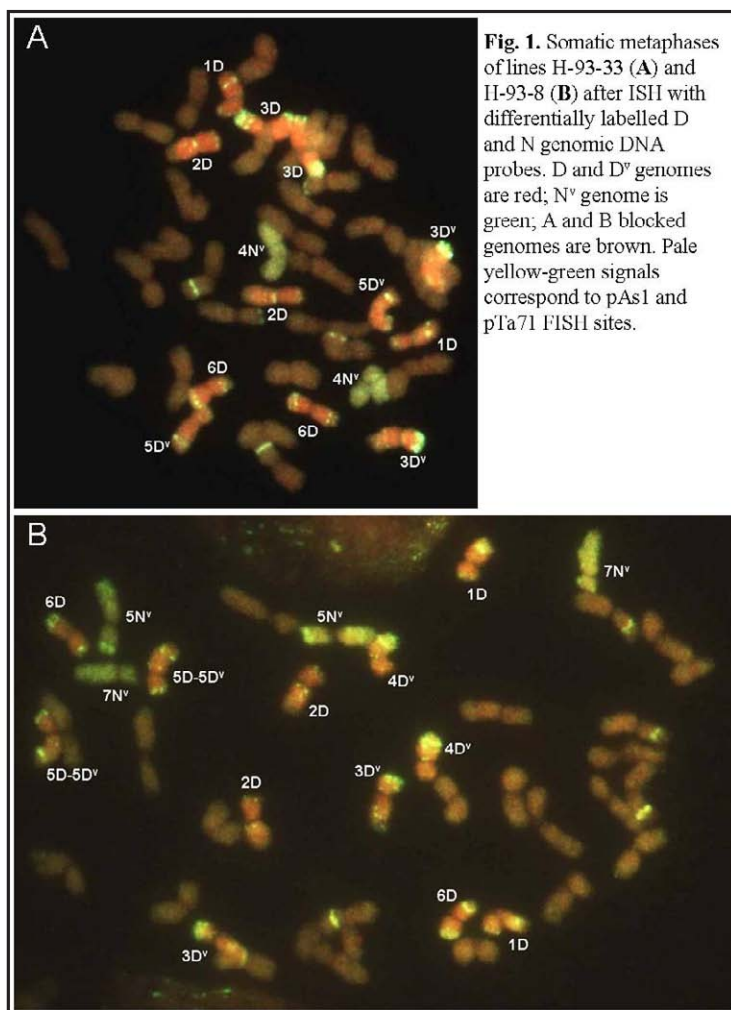 A
Fig. 1. Somatic metaphases
of lines H-93-33 (A) and
H-93-8 (B) after ISH with
differentially labelled D
and N genomic DNA
probes. D and Dᵛ genomes
are red; Nᵛ genome is
green; A and B blocked
genomes are brown. Pale
yellow-green signals
correspond to pAs1 and
pTa71 FISH sites.
1D
3D
2D
3D
3Dᵛ
4Nᵛ
5Dᵛ
2D
1D
6D
4Nᵛ
6D
5Dᵛ
3Dᵛ
B
1D
7Nᵛ
6D
5Nᵛ
5Nᵛ
7Nᵛ
5D-5Dᵛ
4Dᵛ
2D
4Dᵛ
5D-5Dᵛ
3Dᵛ
2D
6D
3Dᵛ
1D